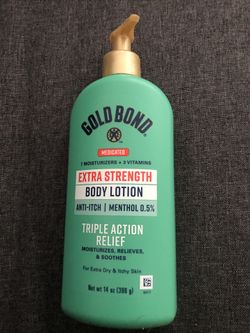 GOLD BOND
MEDICATED
7 MOISTURIZERS + 3 VITAMINS
EXTRA STRENGTH
BODY LOTION
ANTI-ITCH | MENTHOL 0.5%
TRIPLE ACTION
RELIEF
MOISTURIZES, RELIEVES,
& SOOTHES
For Extra Dry & Itchy Skin
Net wt 14 oz (396 g)